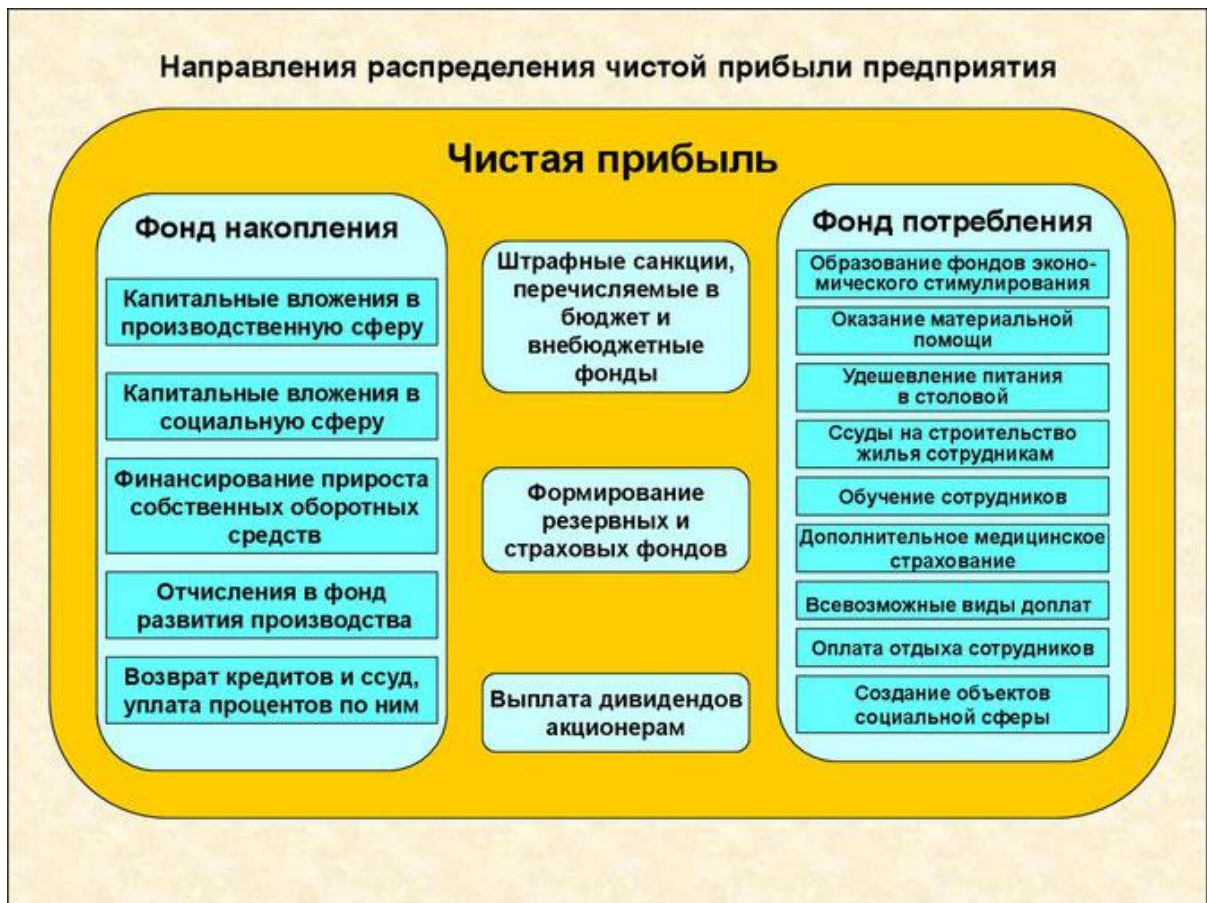 Направления распределения чистой прибыли предприятия
Чистая прибыль
Фонд накопления
Капитальные вложения в
производственную сферу
Капитальные вложения в
социальную сферу
Финансирование прироста
собственных оборотных
средств
Отчисления в фонд
развития производства
Возврат кредитов и ссуд,
уплата процентов по ним
Штрафные санкции,
перечисляемые в
бюджет и
внебюджетные
фонды
Формирование
резервных и
страховых фондов
Выплата дивидендов
акционерам
Фонд потребления
Образование фондов эконо-
мического стимулирования
Оказание материальной
помощи
Удешевление питания
в столовой
Ссуды на строительство
жилья сотрудникам
Обучение сотрудников
Дополнительное медицинское
страхование
Всевозможные виды доплат
Оплата отдыха сотрудников
Создание объектов
социальной сферы